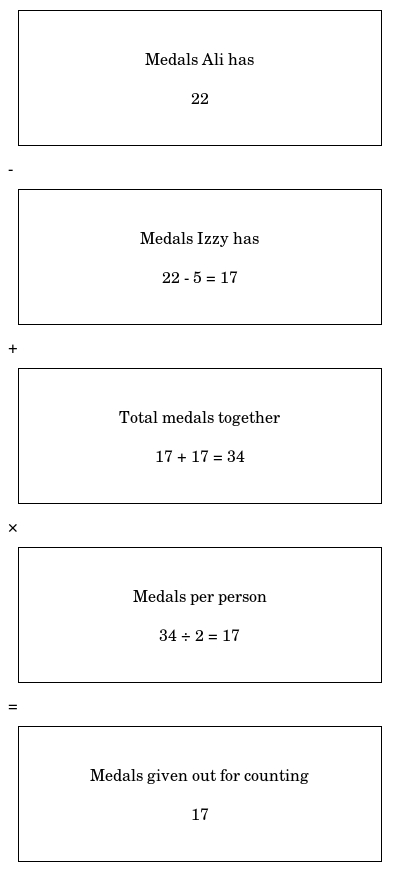 Medals Ali has
22
-
Medals Izzy has
22 - 5 = 17
+
Total medals together
17 + 17 = 34
×
Medals per person
34 ÷ 2 = 17
=
Medals given out for counting
17